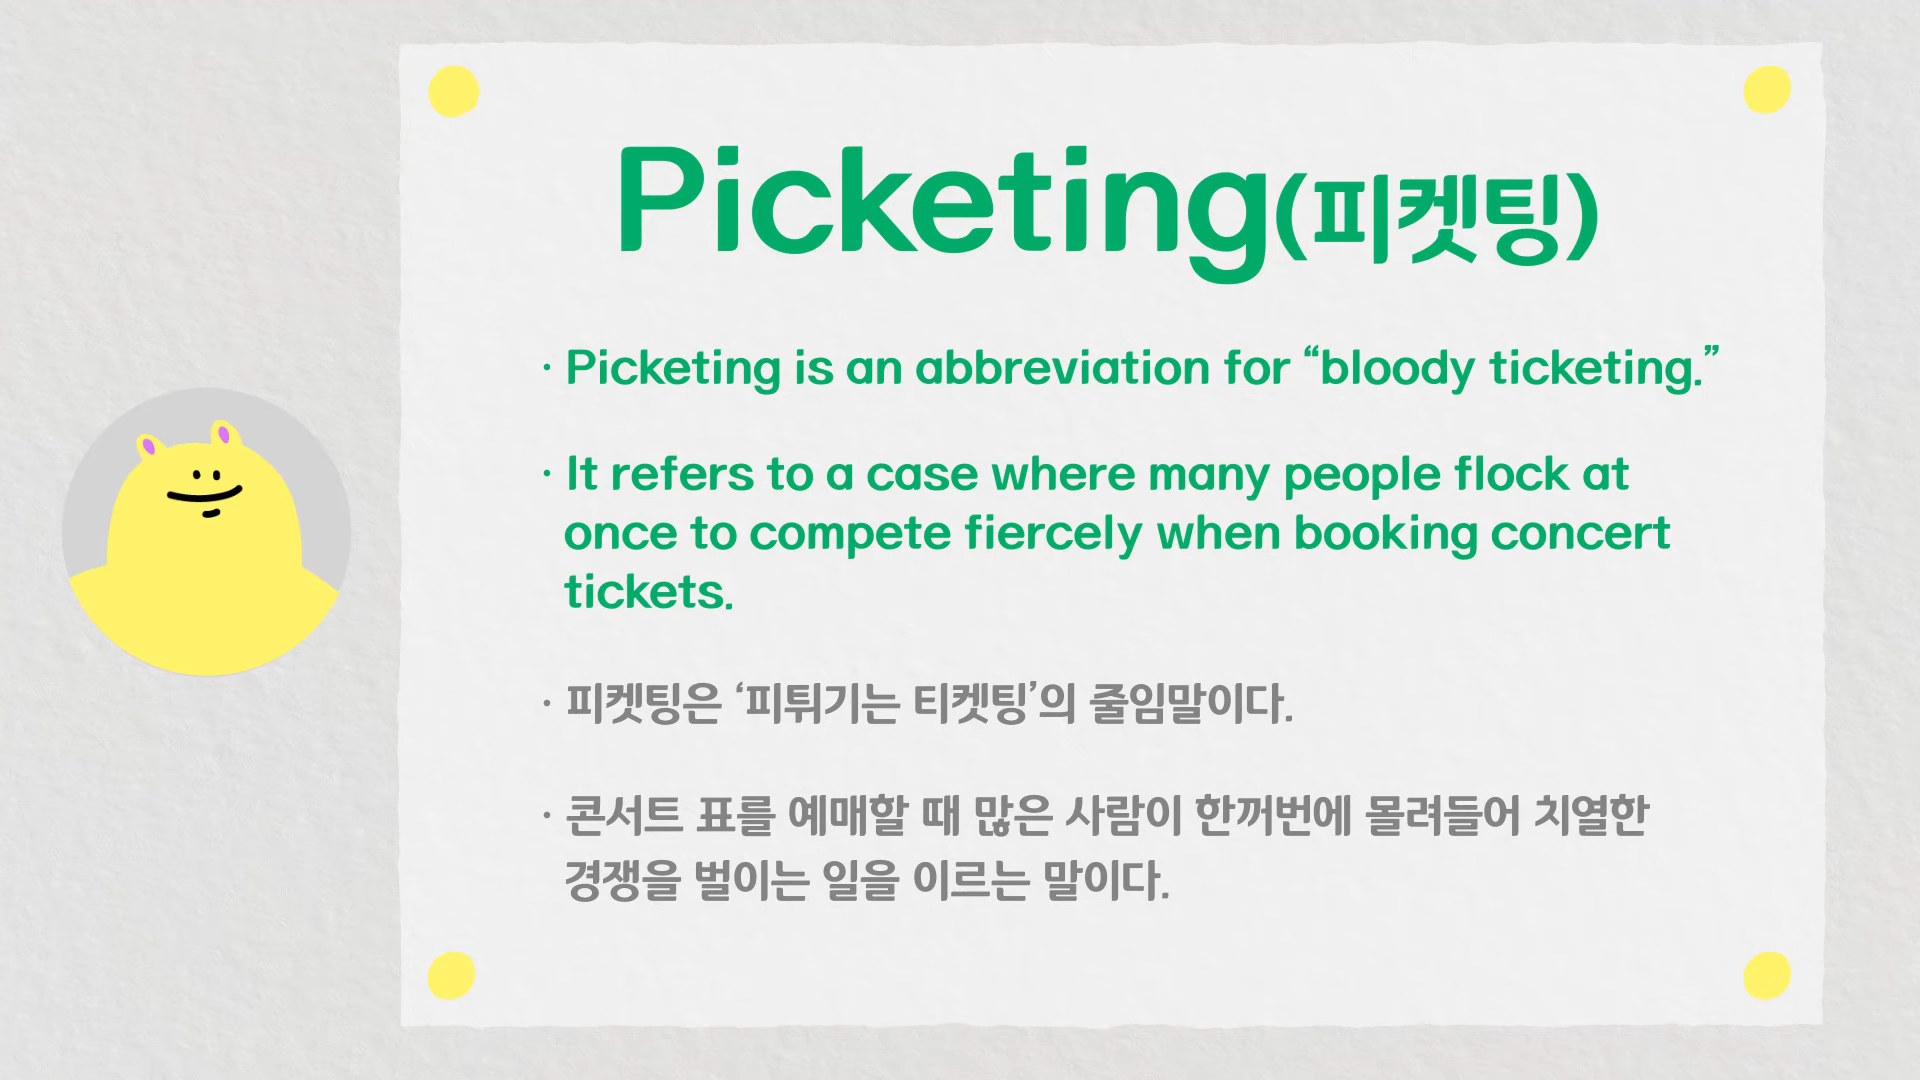 Picketing(피켓팅)
· Picketing is an abbreviation for “bloody ticketing.”
· It refers to a case where many people flock at
once to compete fiercely when booking concert
tickets.
· 피켓팅은 ‘피튀기는 티켓팅’의 줄임말이다.
· 콘서트 표를 예매할 때 많은 사람이 한꺼번에 몰려들어 치열한
경쟁을 벌이는 일을 이르는 말이다.